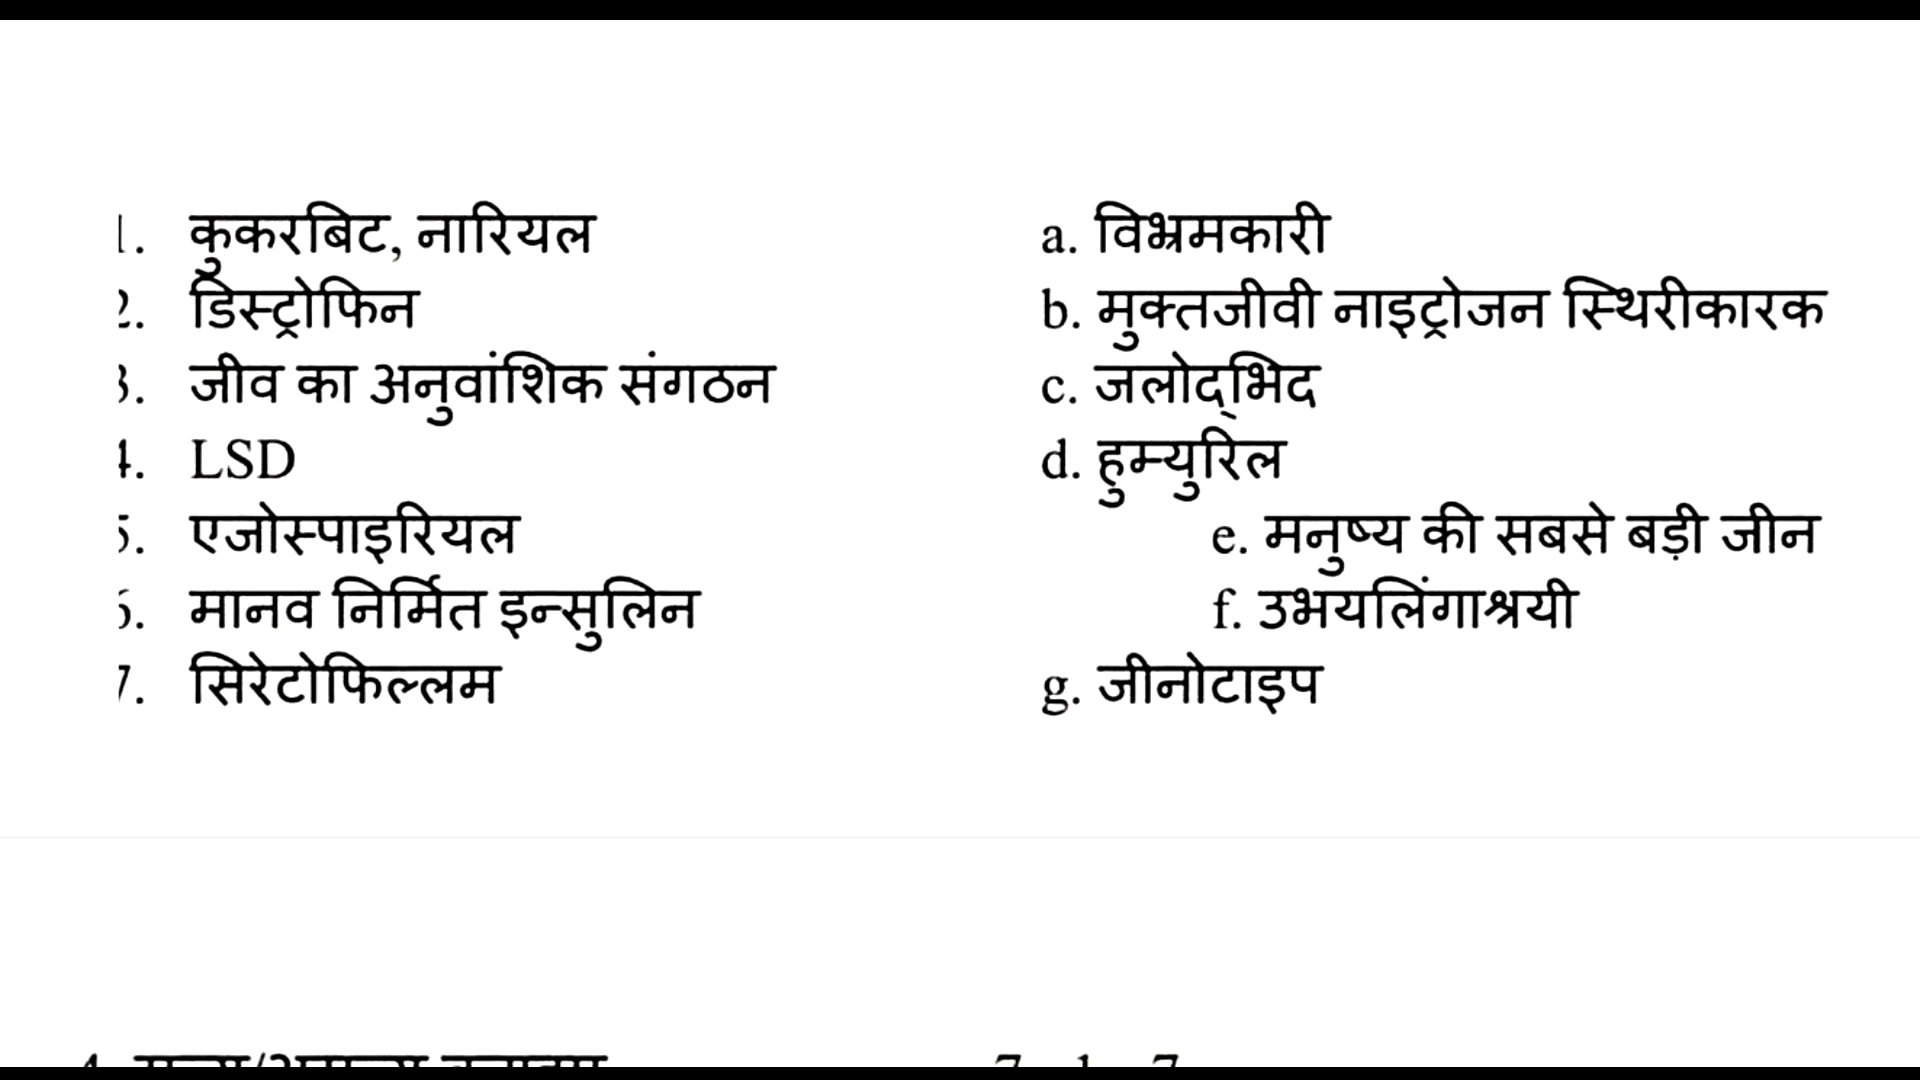 1. कुकरबिट, नारियल a. विभ्रमकारी
2. डिस्ट्रोफिन b. मुक्तजीवी नाइट्रोजन स्थिरीकारक
3. जीव का अनुवांशिक संगठन c. जलोद्भिद
4. LSD d. हुम्युरिल
5. एजोस्पाइरियल e. मनुष्य की सबसे बड़ी जीन
6. मानव निर्मित इन्सुलिन f. उभयलिंगाश्रयी
7. सिरेटोफिल्लम g. जीनोटाइप